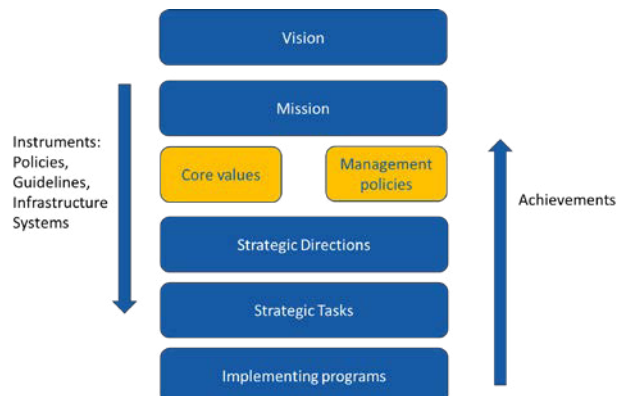 Vision
Mission
Instruments:
Policies,
Guidelines,
Infrastructure
Systems
Core values
Management
policies
Achievements
Strategic Directions
Strategic Tasks
Implementing programs